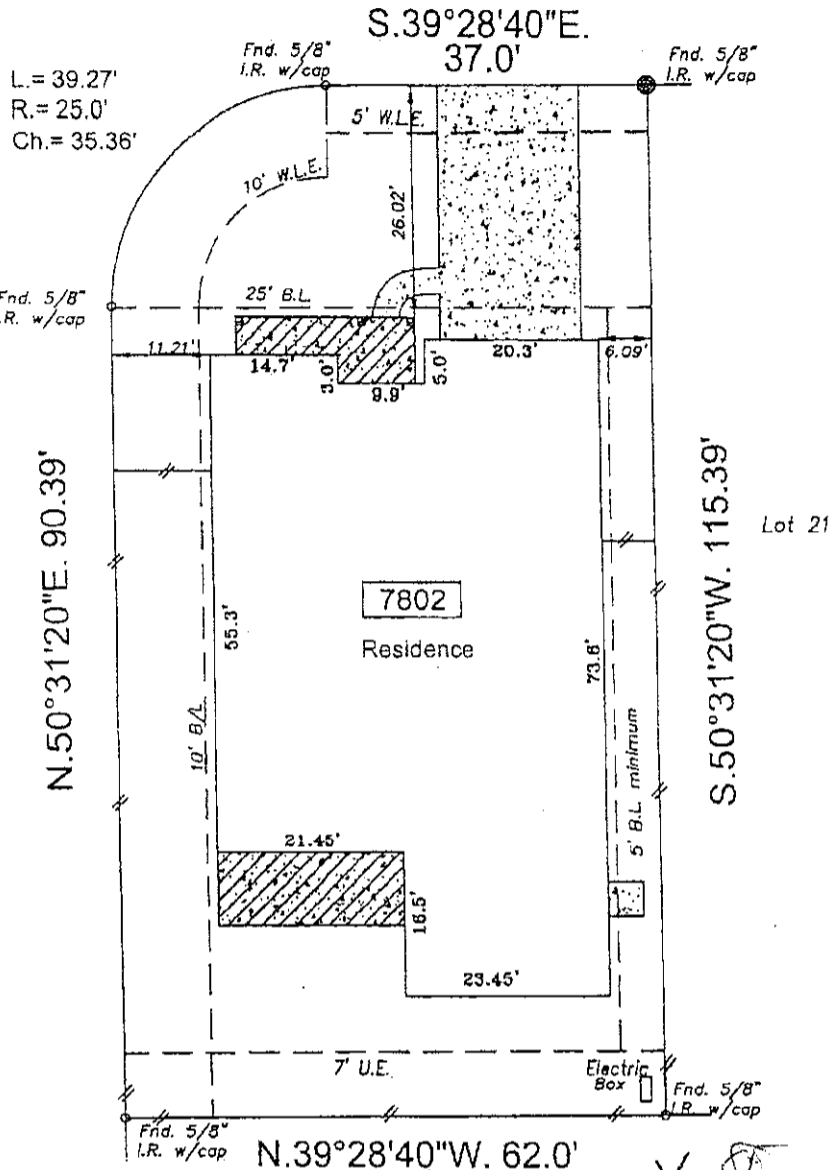 S.39°28'40"E.
37.0'
Fnd. 5/8"
I.R. w/cap
Fnd. 5/8"
I.R. w/cap
L.= 39.27'
R.= 25.0'
Ch.= 35.36'
5' W.L.E.
10' W.L.E.
26.02'
Fnd. 5/8"
I.R. w/cap
25' B.L.
11.21'
14.7'
3.0'
9.9'
5.0'
20.3'
6.09'
N.50°31'20"E. 90.39'
S.50°31'20"W. 115.39'
Lot 21
7802
Residence
55.3'
73.6'
10' B/L
5' B.L. minimum
21.45'
16.5'
23.45'
7' U.E.
Electric
Box
Fnd. 5/8"
I.R. w/cap
Fnd. 5/8"
I.R. w/cap
N.39°28'40"W. 62.0'